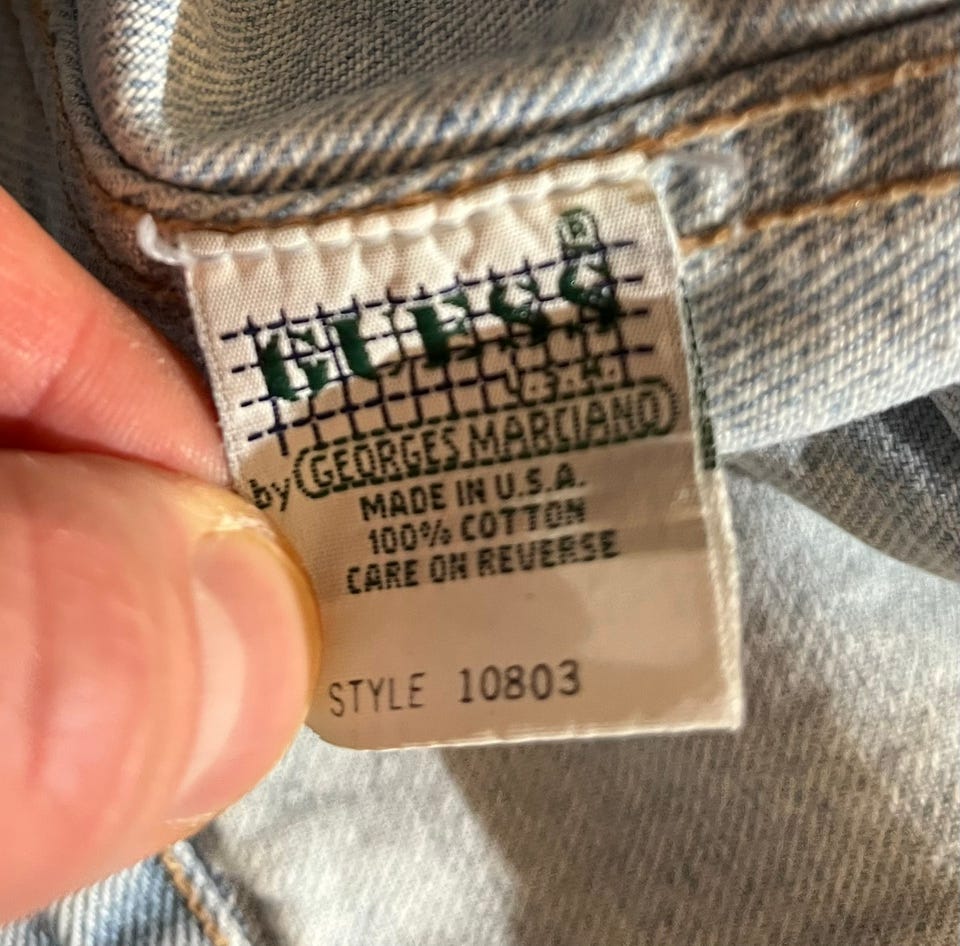 GUESS®
U.S.A.
by GEORGES MARCIANO
MADE IN U.S.A.
100% COTTON
CARE ON REVERSE
STYLE 10803